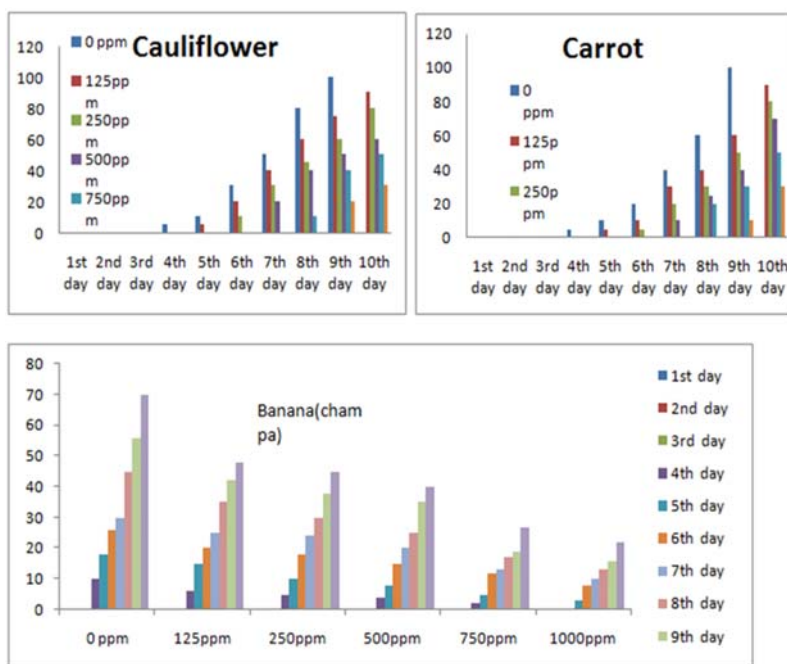 Cauliflower
120
100
80
60
40
20
0
0 ppm
125pp
m
250pp
m
500pp
m
750pp
m
1st 2nd 3rd 4th 5th 6th 7th 8th 9th 10th
day day day day day day day day day day
Carrot
120
100
80
60
40
20
0
0
ppm
125p
pm
250p
pm
1st 2nd 3rd 4th 5th 6th 7th 8th 9th 10th
day day day day day day day day day day
80
70
60
50
40
30
20
10
0
Banana(cham
pa)
0 ppm 125ppm 250ppm 500ppm 750ppm 1000ppm
1st day
2nd day
3rd day
4th day
5th day
6th day
7th day
8th day
9th day